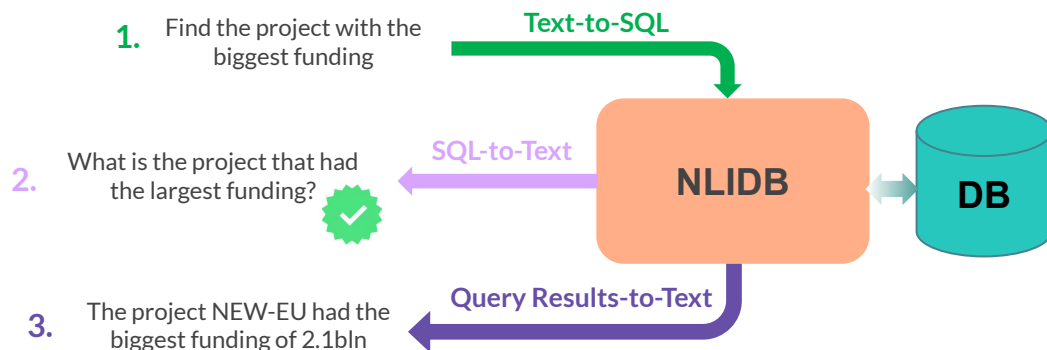 1.
Find the project with the
biggest funding
Text-to-SQL
2.
What is the project that had
the largest funding?
SQL-to-Text
NLIDB
DB
3.
The project NEW-EU had the
biggest funding of 2.1bln
Query Results-to-Text